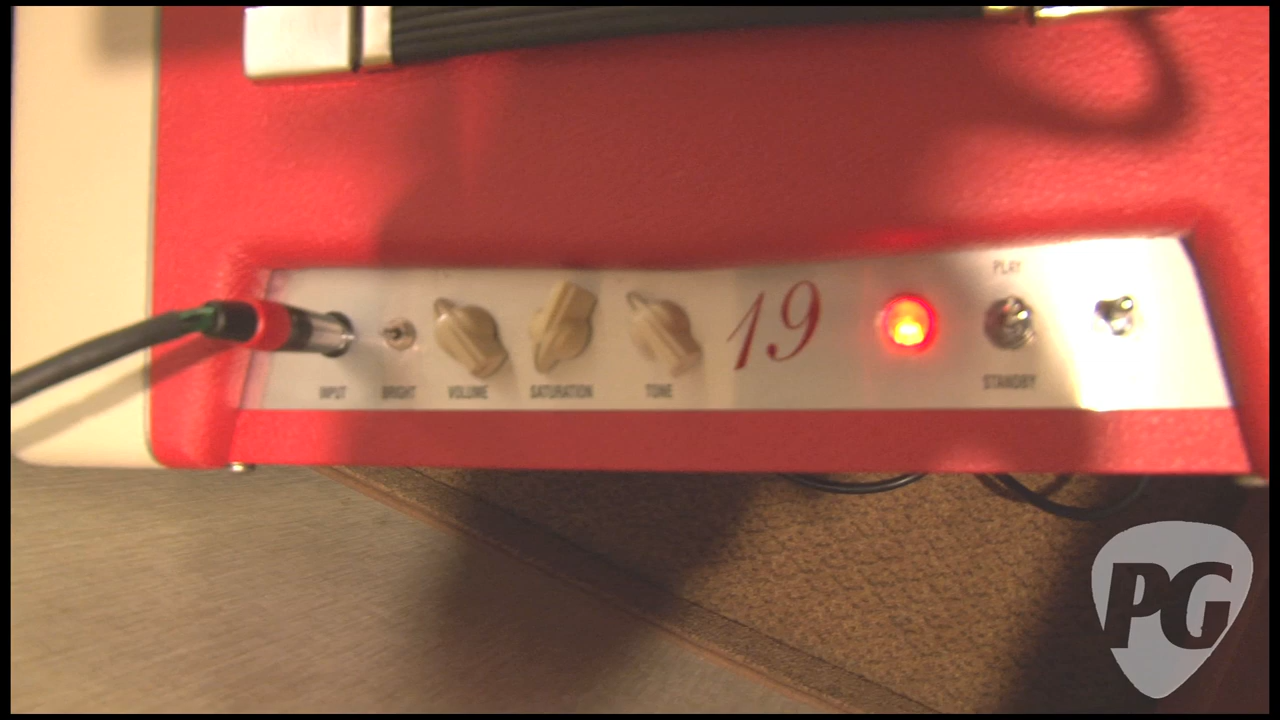 PLAY
INPUT
BRIGHT
VOLUME
SATURATION
TONE
19
STANDBY
PG